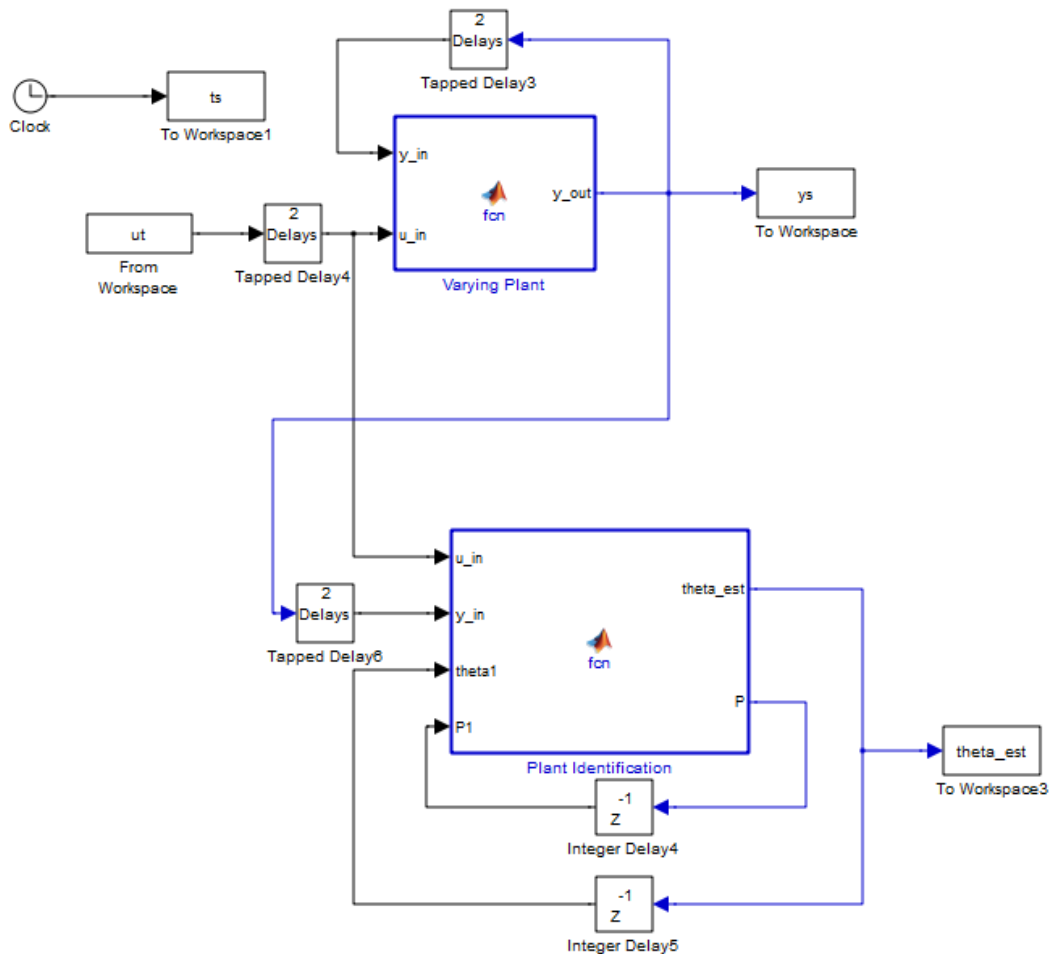 2
Delays
Tapped Delay3
Clock
ts
To Workspace1
y_in
fcn
y_out
u_in
Varying Plant
ys
To Workspace
ut
From
Workspace
2
Delays
Tapped Delay4
u_in
y_in
theta1
P1
fcn
theta_est
P
Plant Identification
2
Delays
Tapped Delay6
theta_est
To Workspace3
-1
Z
Integer Delay4
-1
Z
Integer Delay5